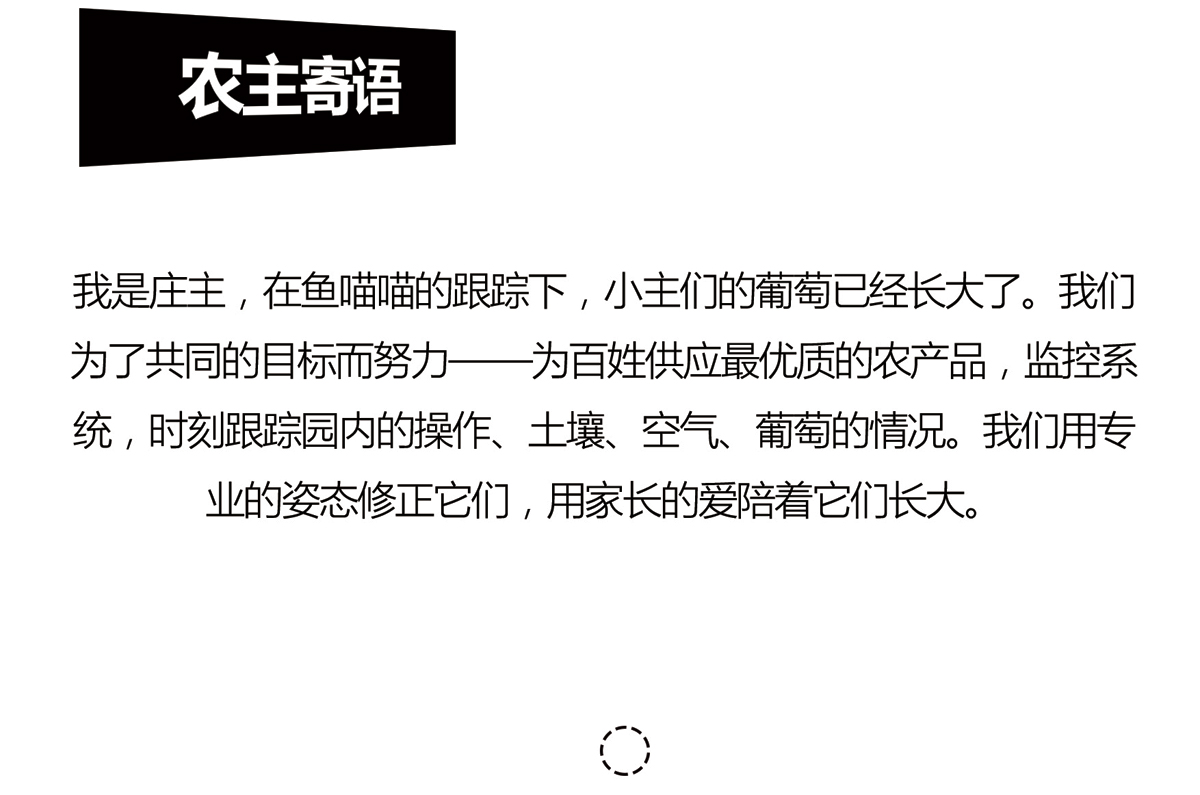 农主寄语
我是庄主，在鱼喵喵的跟踪下，小主们的葡萄已经长大了。我们
为了共同的目标而努力——为百姓供应最优质的农产品，监控系
统，时刻跟踪园内的操作、土壤、空气、葡萄的情况。我们用专
业的姿态修正它们，用家长的爱陪着它们长大。